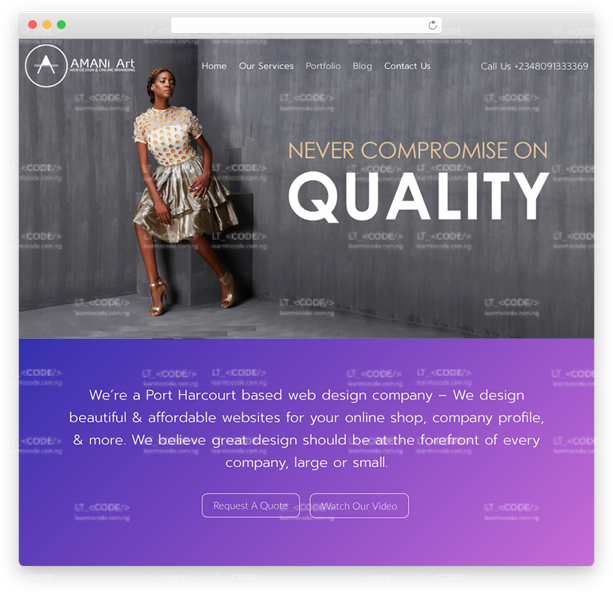 AMANI Art
WEB DESIGN & ONLINE BRANDING
Home Our Services Portfolio Blog Contact Us Call Us +2348091333369
NEVER COMPROMISE ON
QUALITY
We're a Port Harcourt based web design company – We design
beautiful & affordable websites for your online shop, company profile,
& more. We believe great design should be at the forefront of every
company, large or small.
Request A Quote Watch Our Video
LT_<CODE/>
learntocode.com.ng